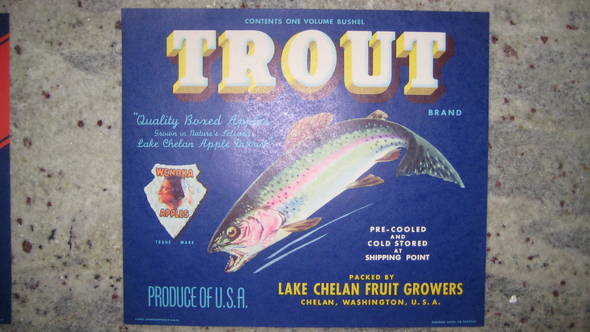 CONTENTS ONE VOLUME BUSHEL
TROUT
BRAND
"Quality Boxed Apples
Grown in Nature's Favored
Lake Chelan Apple District"
WENOKA
APPLES
TRADE MARK
PRE-COOLED
AND
COLD STORED
AT
SHIPPING POINT
PACKED BY
LAKE CHELAN FRUIT GROWERS
CHELAN, WASHINGTON, U.S.A.
PRODUCE OF U.S.A.